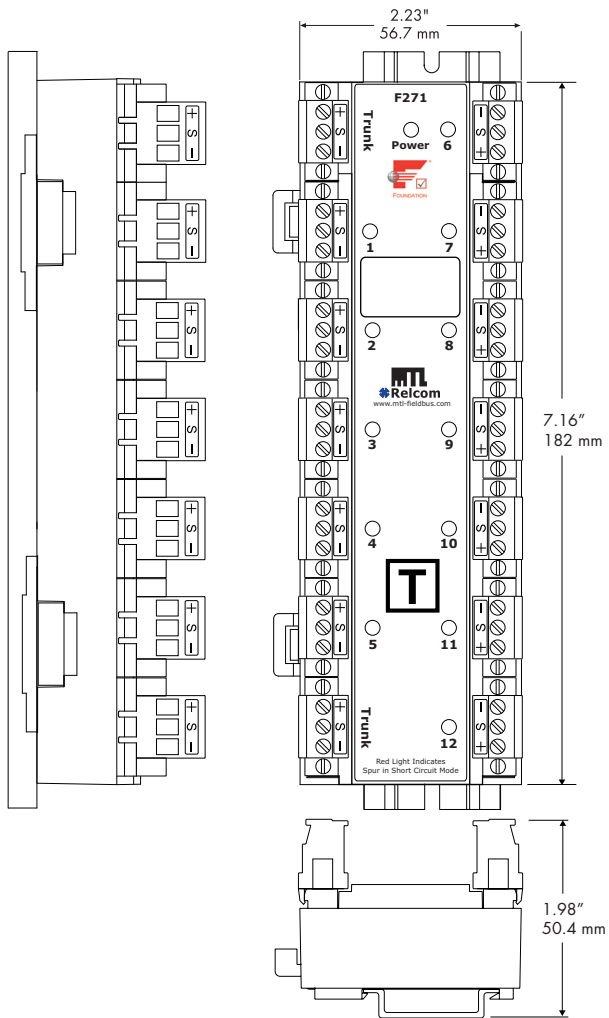 2.23"
56.7 mm
F271
Trunk
Power
6
+ S −
+ S −
− S +
FOUNDATION
®
+ S −
+ S −
− S +
1
7
+ S −
+ S −
− S +
2
8
MTL
Relcom
www.mtl-fieldbus.com
+ S −
+ S −
− S +
3
9
7.16"
182 mm
+ S −
+ S −
− S +
4
10
T
+ S −
+ S −
− S +
5
11
+ S −
+ S −
− S +
Trunk
12
Red Light Indicates
Spur in Short Circuit Mode
1.98"
50.4 mm